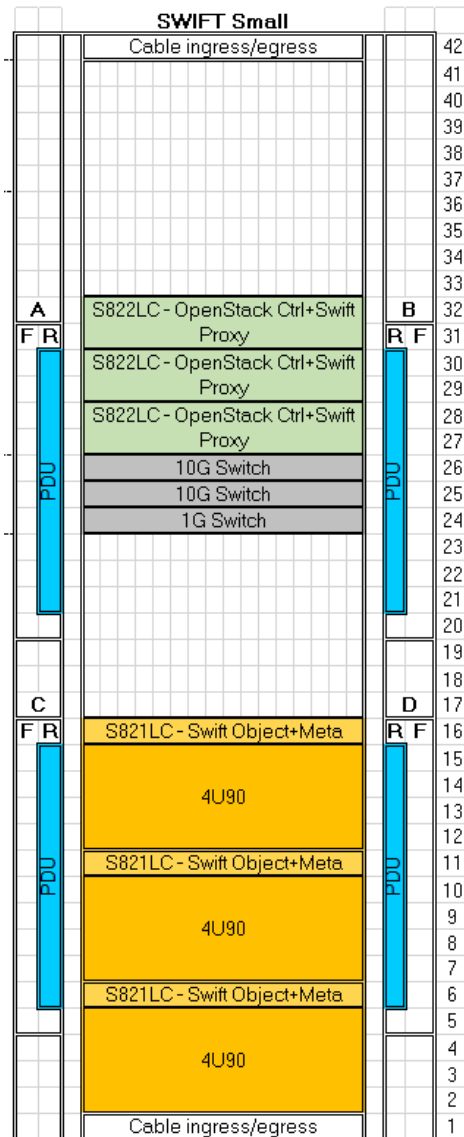 SWIFT Small
Cable ingress/egress 42
41
40
39
38
37
36
35
34
33
A S822LC - OpenStack Ctrl+Swift B 32
F R Proxy R F 31
S822LC - OpenStack Ctrl+Swift 30
Proxy 29
S822LC - OpenStack Ctrl+Swift 28
Proxy 27
PDU 10G Switch PDU 26
10G Switch 25
1G Switch 24
23
22
21
20
19
18
C D 17
F R S821LC - Swift Object+Meta R F 16
15
4U90 14
13
12
PDU S821LC - Swift Object+Meta PDU 11
10
4U90 9
8
7
S821LC - Swift Object+Meta 6
5
4
4U90 3
2
Cable ingress/egress 1